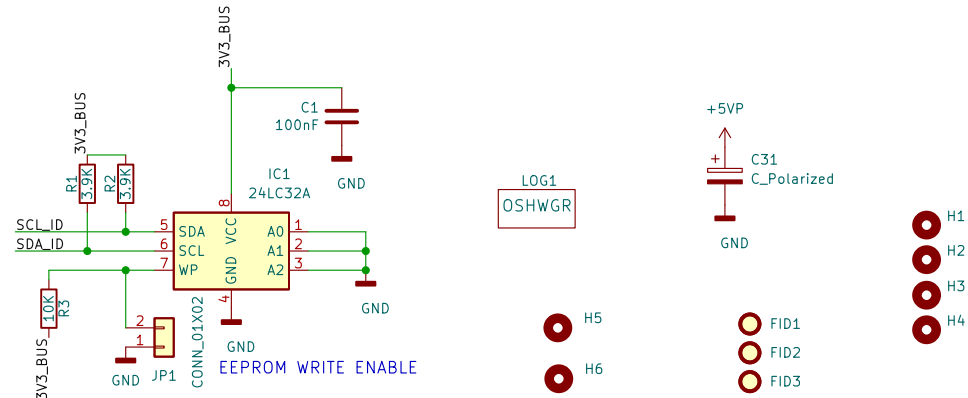 3V3_BUS
C1
100nF
3V3_BUS
R1
3.9K
R2
3.9K
GND
IC1
24LC32A
SCL_ID
SDA_ID
5
6
7
SDA
SCL
WP
8
VCC
GND
4
A0
A1
A2
1
2
3
GND
10K
R3
3V3_BUS
2
1
GND
JP1
CONN_01X02
GND
EEPROM WRITE ENABLE
LOG1
OSHWGR
+5VP
+
C31
C_Polarized
GND
H5
H6
FID1
FID2
FID3
H1
H2
H3
H4